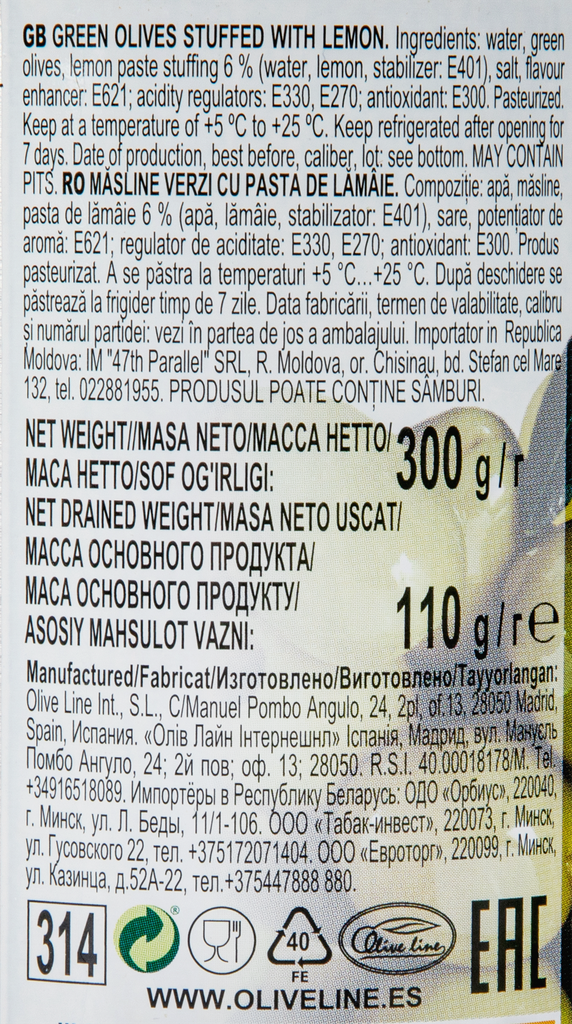 GB GREEN OLIVES STUFFED WITH LEMON. Ingredients: water, green
olives, lemon paste stuffing 6 % (water, lemon, stabilizer: E401), salt, flavour
enhancer: E621; acidity regulators: E330, E270; antioxidant: E300. Pasteurized.
Keep at a temperature of +5 ºC to +25 ºC. Keep refrigerated after opening for
7 days. Date of production, best before, caliber, lot: see bottom. MAY CONTAIN
PITS. RO MĂSLINE VERZI CU PASTA DE LĂMÂIE. Compoziție: apă, măsline,
pasta de lămâie 6 % (apă, lămâie, stabilizator: E401), sare, potențiator de
aromă: E621; regulator de aciditate: E330, E270; antioxidant: E300. Produs
pasteurizat. A se păstra la temperaturi +5 °C...+25 °C. După deschidere se
păstrează la frigider timp de 7 zile. Data fabricării, termen de valabilitate, calibru
și numărul partidei: vezi în partea de jos a ambalajului. Importator in Republica
Moldova: IM "47th Parallel" SRL, R. Moldova, or. Chisinau, bd. Stefan cel Mare
132, tel. 022881955. PRODUSUL POATE CONȚINE SÂMBURI.
NET WEIGHT//MASA NETO/МАССА НЕТТО/
МАСА НЕТТО/SOF OG'IRLIGI: 300 g/r
NET DRAINED WEIGHT/MASA NETO USCAT/
МАССА ОСНОВНОГО ПРОДУКТА/
МАСА ОСНОВНОГО ПРОДУКТУ/
ASOSIY MAHSULOT VAZNI: 110 g/r e
Manufactured/Fabricat/Изготовлено/Виготовлено/Tayyorlangan:
Olive Line Int., S.L., C/Manuel Pombo Angulo, 24, 2pl, of.13, 28050 Madrid,
Spain, Испания. «Олів Лайн Інтернешнл» Іспанія, Мадрид, вул. Мануель
Помбо Ангуло, 24; 2й пов; оф. 13; 28050. R.S.I. 40.00018178/M. Tel.
+34916518089. Импортёры в Республику Беларусь: ОДО «Орбиус», 220040,
г. Минск, ул. Л. Беды, 11/1-106. ООО «Табак-инвест», 220073, г. Минск,
ул. Гусовского 22, тел. +375172071404. ООО «Евроторг», 220099, г. Минск,
ул. Казинца, д.52А-22, тел.+375447888 880.
314 ® 40 FE Olive line EAC
WWW.OLIVELINE.ES